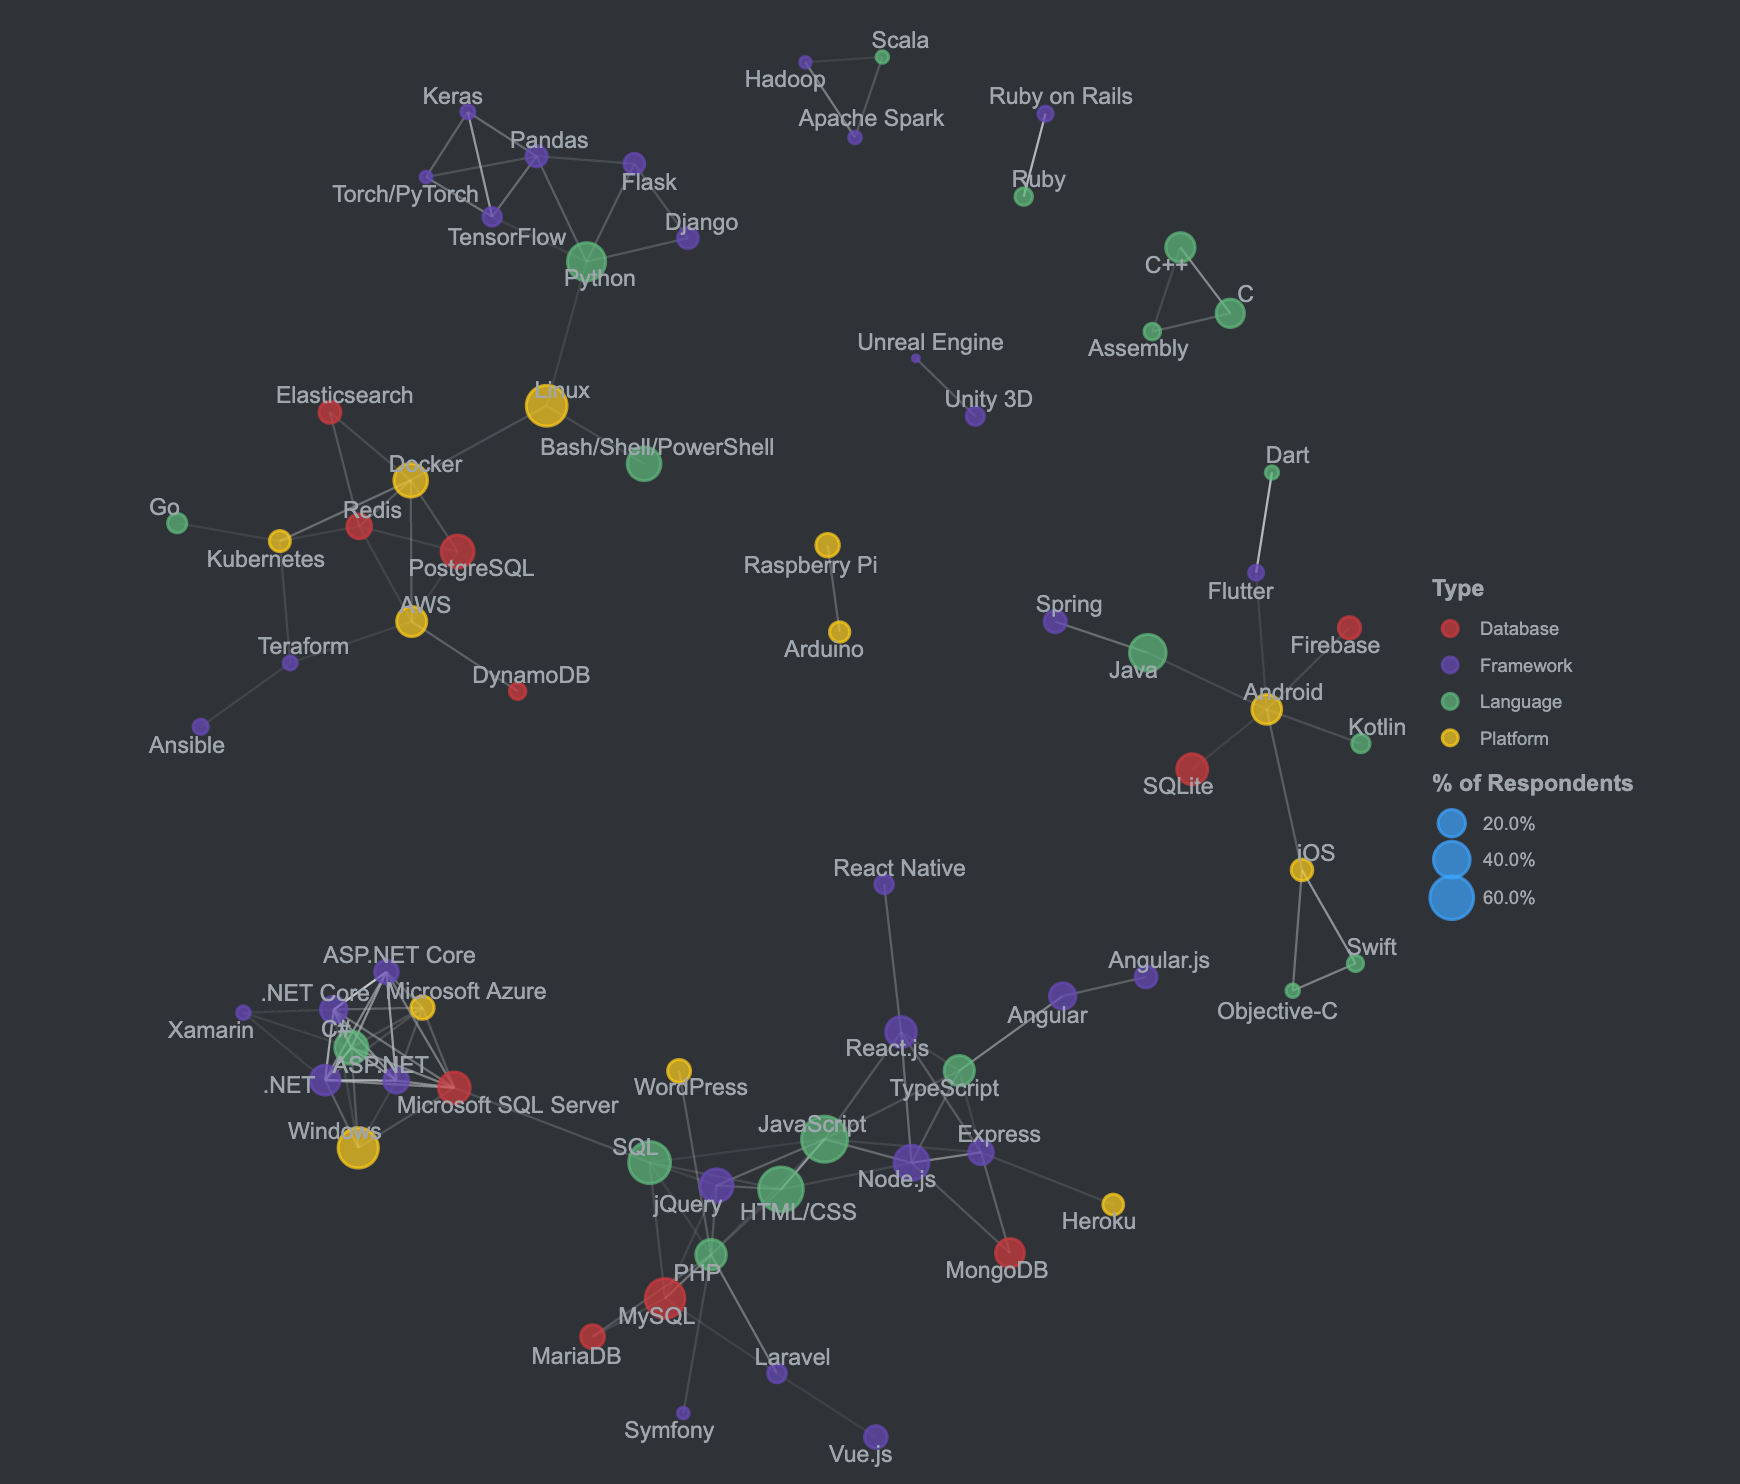 Scala
Hadoop
Apache Spark
Keras
Pandas
Ruby on Rails
Torch/PyTorch
Flask
Ruby
TensorFlow
Django
Python
C++
C
Assembly
Unreal Engine
Unity 3D
Elasticsearch
Linux
Docker
Bash/Shell/PowerShell
Go
Redis
Kubernetes
PostgreSQL
AWS
Teraform
DynamoDB
Ansible
Raspberry Pi
Arduino
Dart
Flutter
Spring
Java
Firebase
Android
Kotlin
SQLite
iOS
Swift
Objective-C
Type
Database
Framework
Language
Platform
% of Respondents
20.0%
40.0%
60.0%
React Native
ASP.NET Core
.NET Core
Microsoft Azure
Xamarin
C#
ASP.NET
.NET
Microsoft SQL Server
Windows
Angular.js
Angular
React.js
TypeScript
WordPress
JavaScript
Express
SQL
Node.js
jQuery
HTML/CSS
Heroku
PHP
MongoDB
MySQL
MariaDB
Laravel
Symfony
Vue.js